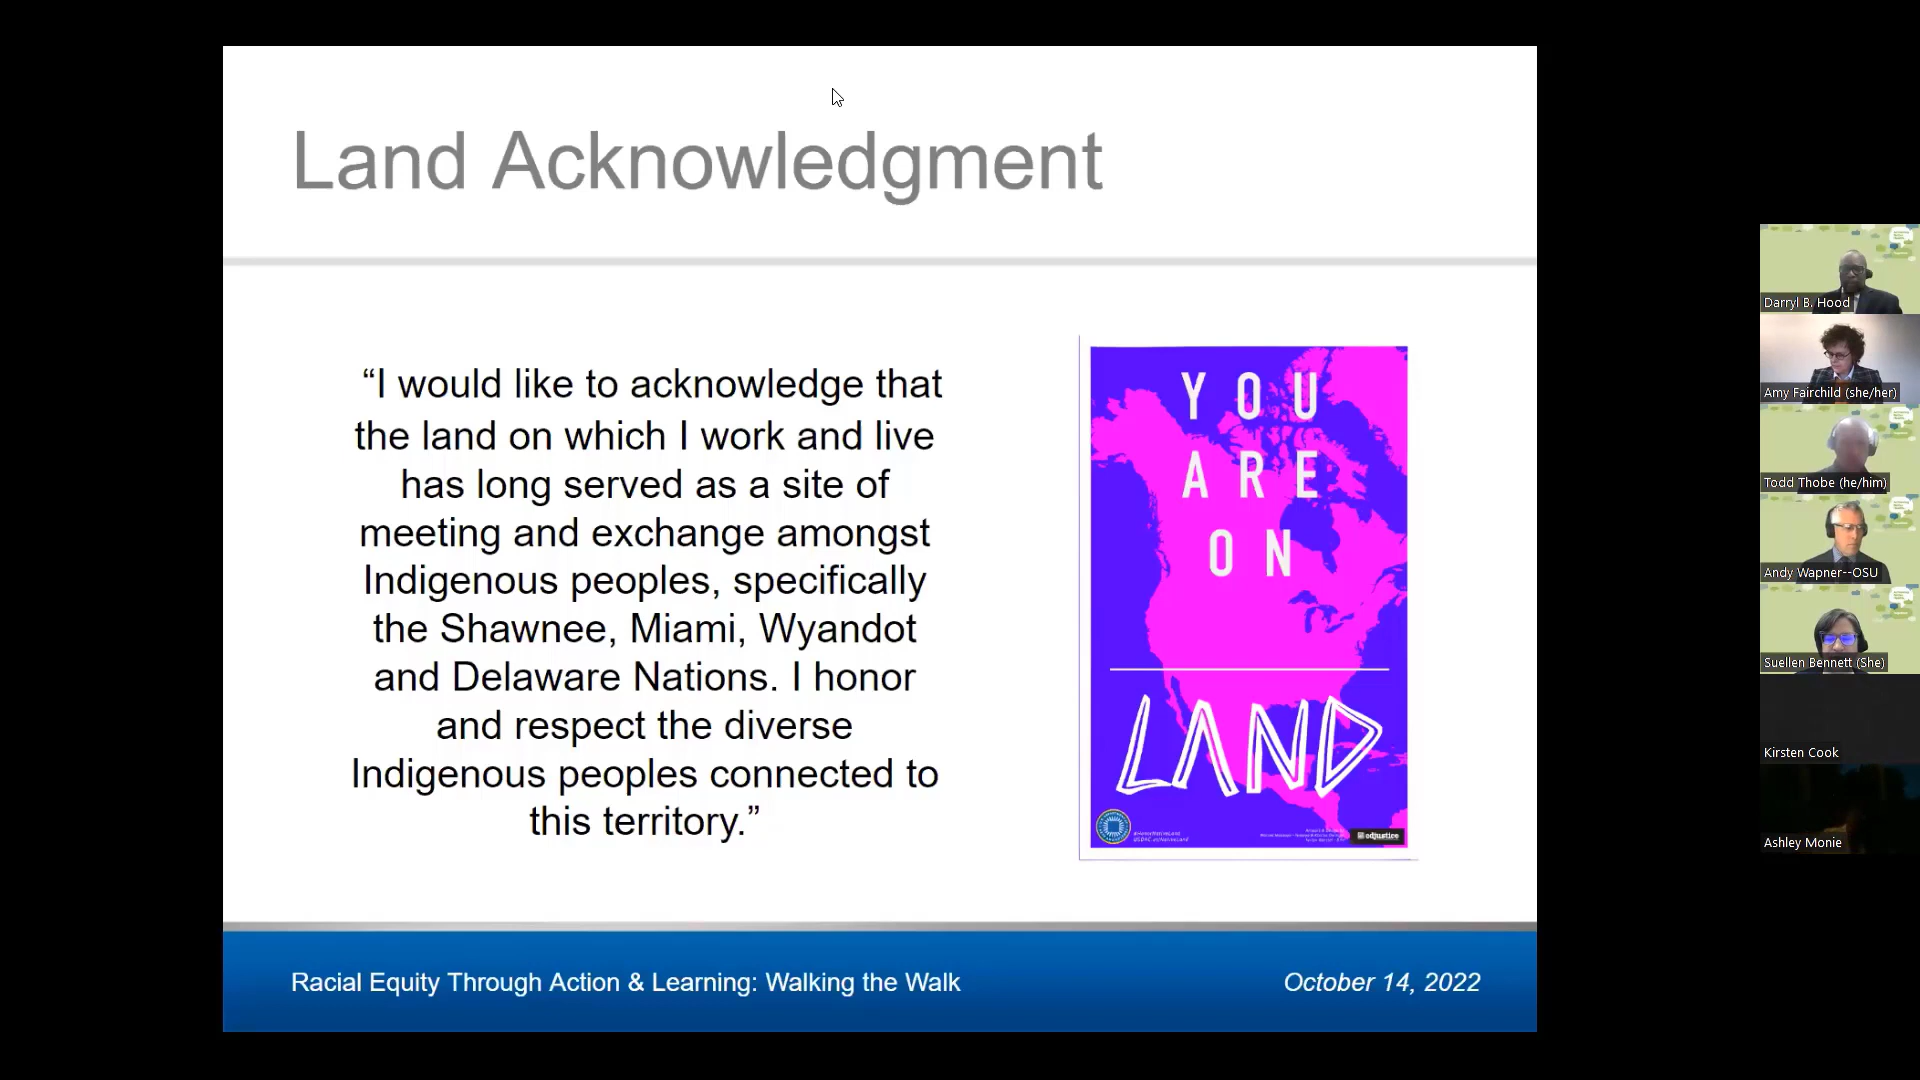 Land Acknowledgment
“I would like to acknowledge that
the land on which I work and live
has long served as a site of
meeting and exchange amongst
Indigenous peoples, specifically
the Shawnee, Miami, Wyandot
and Delaware Nations. I honor
and respect the diverse
Indigenous peoples connected to
this territory.”
YOU
ARE
ON
LAND
#HonorNativeLand
adjustice
Racial Equity Through Action & Learning: Walking the Walk
October 14, 2022
Darryl B. Hood
Amy Fairchild (she/her)
Todd Thobe (he/him)
Andy Wapner--OSU
Suellen Bennett (She)
Kirsten Cook
Ashley Monie